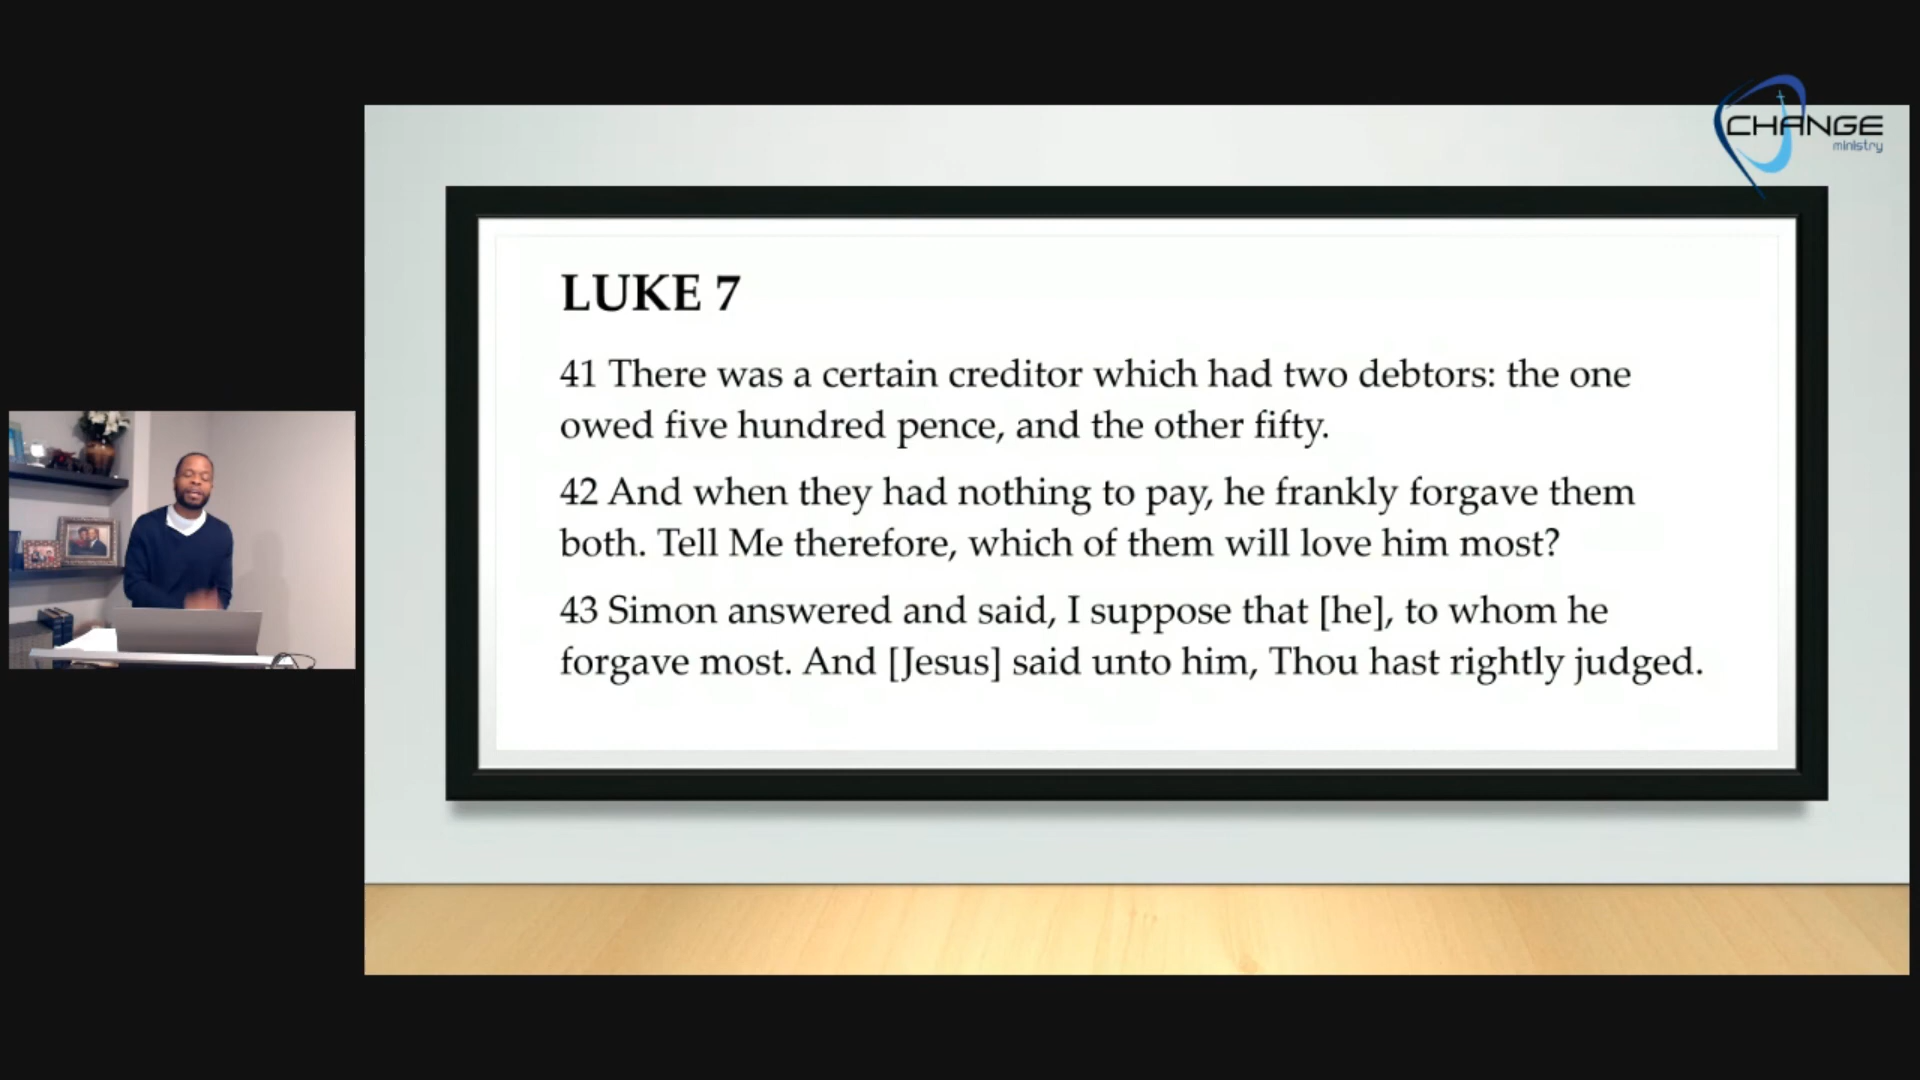 CHANGE
ministry
LUKE 7
41 There was a certain creditor which had two debtors: the one
owed five hundred pence, and the other fifty.
42 And when they had nothing to pay, he frankly forgave them
both. Tell Me therefore, which of them will love him most?
43 Simon answered and said, I suppose that [he], to whom he
forgave most. And [Jesus] said unto him, Thou hast rightly judged.